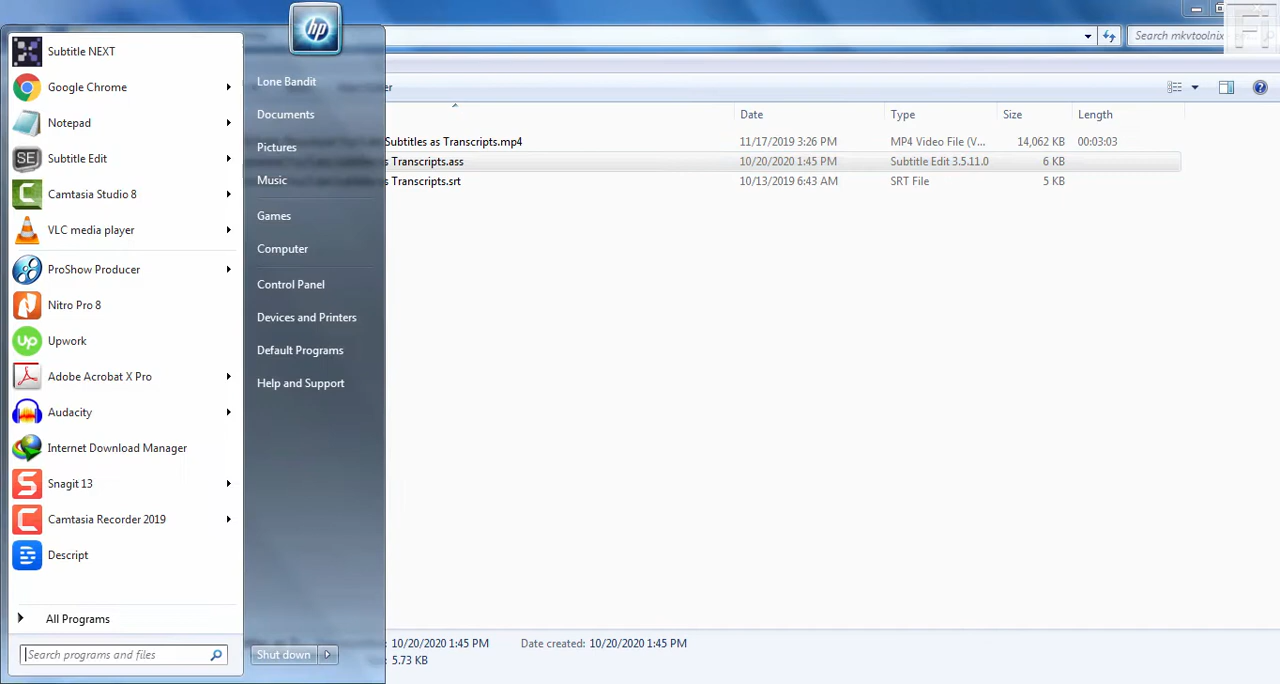 Subtitle NEXT
Google Chrome
Notepad
Subtitle Edit
Camtasia Studio 8
VLC media player
ProShow Producer
Nitro Pro 8
Up
Upwork
Adobe Acrobat X Pro
Audacity
Internet Download Manager
Snagit 13
Camtasia Recorder 2019
Descript
All Programs
Search programs and files
hp
Lone Bandit
Documents
Pictures
Music
Games
Computer
Control Panel
Devices and Printers
Default Programs
Help and Support
Shut down
Search mkvtoolnix
Date Type Size Length
Subtitles as Transcripts.mp4 11/17/2019 3:26 PM MP4 Video File (V... 14,062 KB 00:03:03
s Transcripts.ass 10/20/2020 1:45 PM Subtitle Edit 3.5.11.0 6 KB
s Transcripts.srt 10/13/2019 6:43 AM SRT File 5 KB
10/20/2020 1:45 PM Date created: 10/20/2020 1:45 PM
5.73 KB